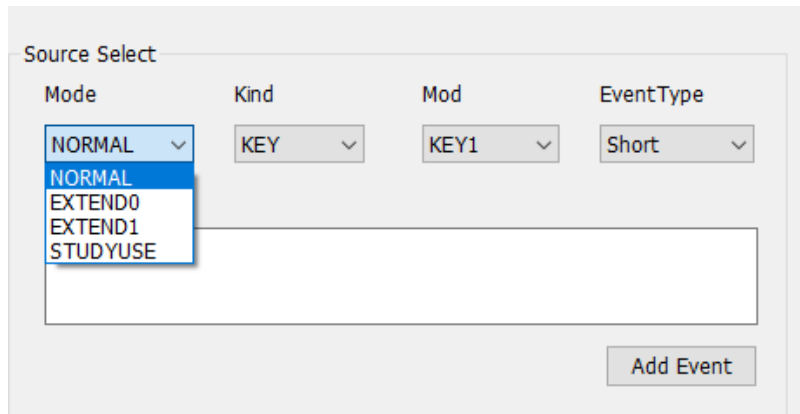 Source Select
Mode Kind Mod EventType
NORMAL KEY KEY1 Short
NORMAL
EXTEND0
EXTEND1
STUDYUSE
Add Event